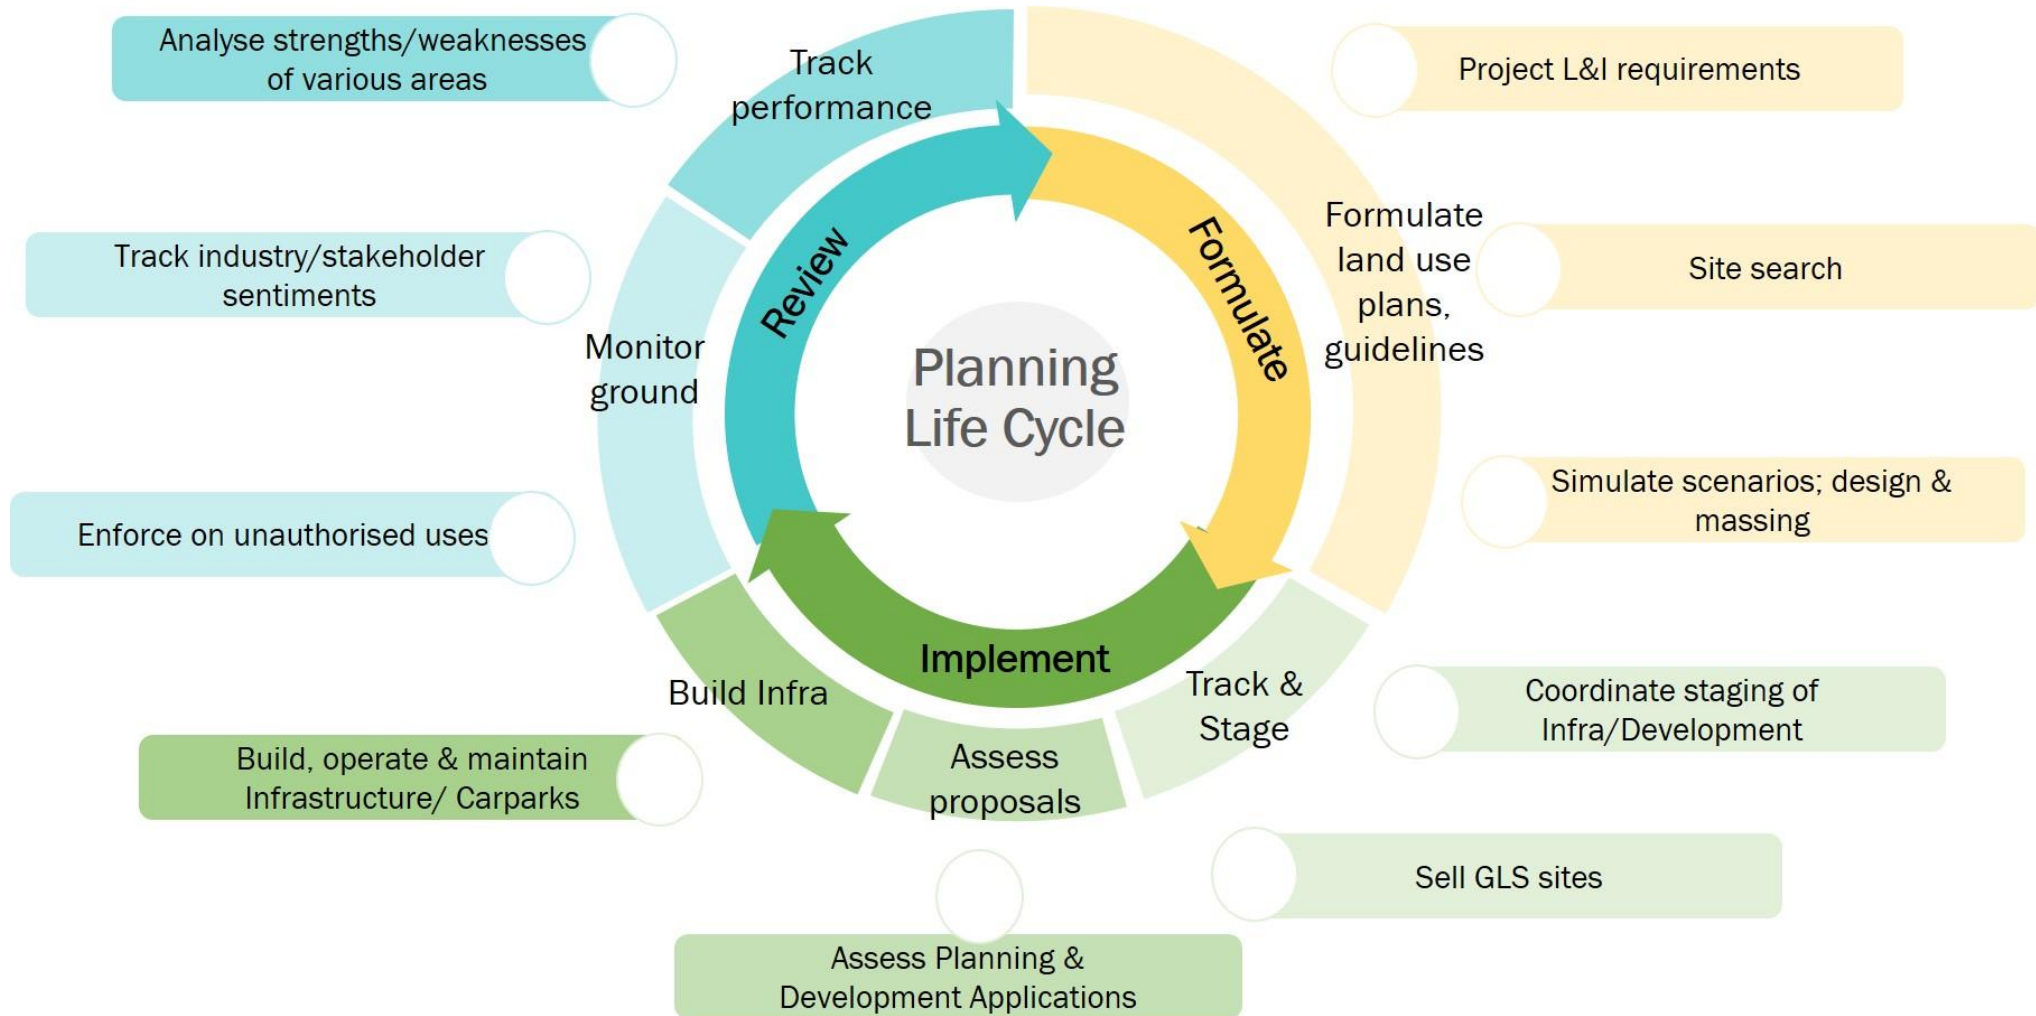 Analyse strengths/weaknesses
of various areas
Track
performance
Project L&I requirements
Track industry/stakeholder
sentiments
Review
Formulate
Formulate
land use
plans,
guidelines
Site search
Monitor
ground
Planning
Life Cycle
Enforce on unauthorised uses
Simulate scenarios; design &
massing
Implement
Build Infra
Track &
Stage
Coordinate staging of
Infra/Development
Build, operate & maintain
Infrastructure/ Carparks
Assess
proposals
Sell GLS sites
Assess Planning &
Development Applications